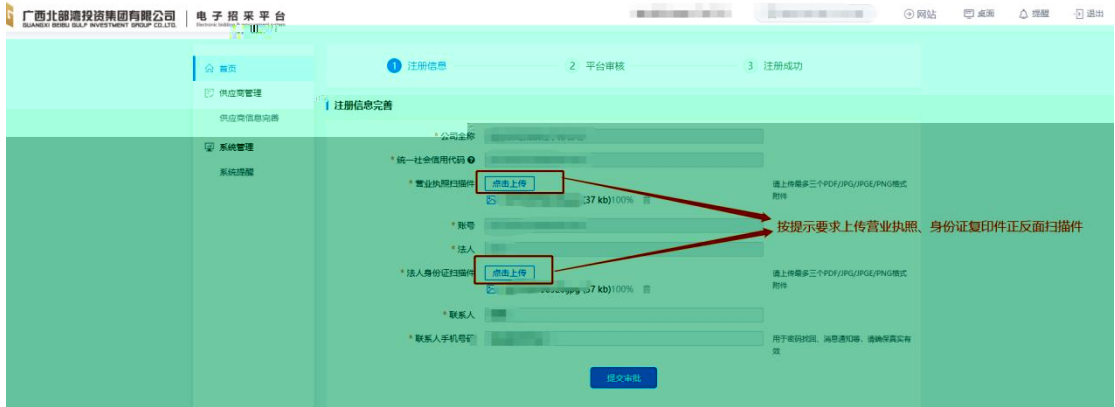 广西北部湾投资集团有限公司 电子招采平台
GUANGXI BEIBU GULF INVESTMENT GROUP CO.,LTD.
网站 桌面 提醒 退出
首页
供应商管理
供应商信息完善
系统管理
系统提醒
1 注册信息 2 平台审核 3 注册成功
注册信息完善
* 公司全称
* 统一社会信用代码
* 营业执照扫描件 点击上传 请上传最多三个PDF/JPG/JPGE/PNG格式
附件
(37 kb) 100%
按提示要求上传营业执照、身份证复印件正反面扫描件
* 账号
* 法人
* 法人身份证扫描件 点击上传 请上传最多三个PDF/JPG/JPGE/PNG格式
附件
jpg (37 kb) 100%
* 联系人
* 联系人手机号码 用于密码找回、消息通知等，请确保真实有
效
提交审批